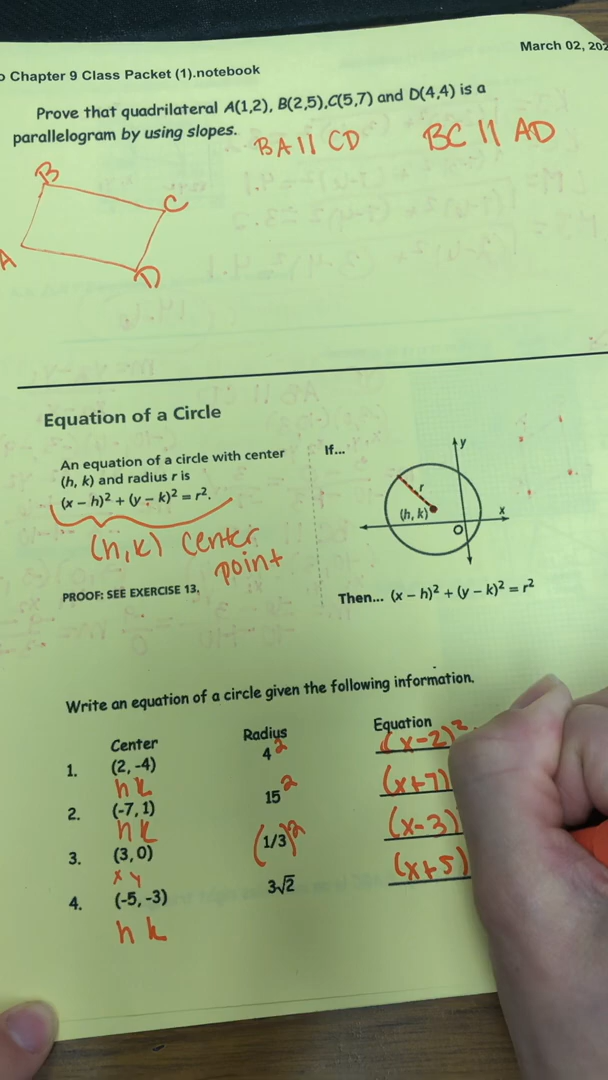 March 02, 202
o Chapter 9 Class Packet (1).notebook
Prove that quadrilateral A(1,2), B(2,5),C(5,7) and D(4,4) is a
parallelogram by using slopes.
BA || CD
BC || AD
B
C
A
D
Equation of a Circle
An equation of a circle with center
(h, k) and radius r is
(x – h)² + (y – k)² = r².
(h,k) center
point
PROOF: SEE EXERCISE 13.
If...
y
r
(h, k)
x
O
Then... (x – h)² + (y – k)² = r²
Write an equation of a circle given the following information.
Center Radius Equation
1. (2, -4) 4² (x-2)²
h k
2. (-7, 1) 15² (x+7)
h k
3. (3, 0) (1/3)² (x-3)
x y
4. (-5, -3) 3√2 (x+5)
h k